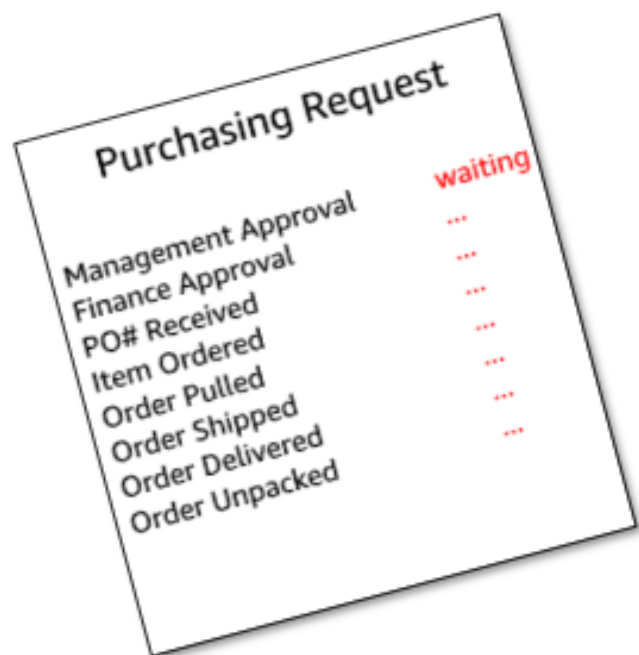 Purchasing Request
Management Approval waiting
Finance Approval ...
PO# Received ...
Item Ordered ...
Order Pulled ...
Order Shipped ...
Order Delivered ...
Order Unpacked ...